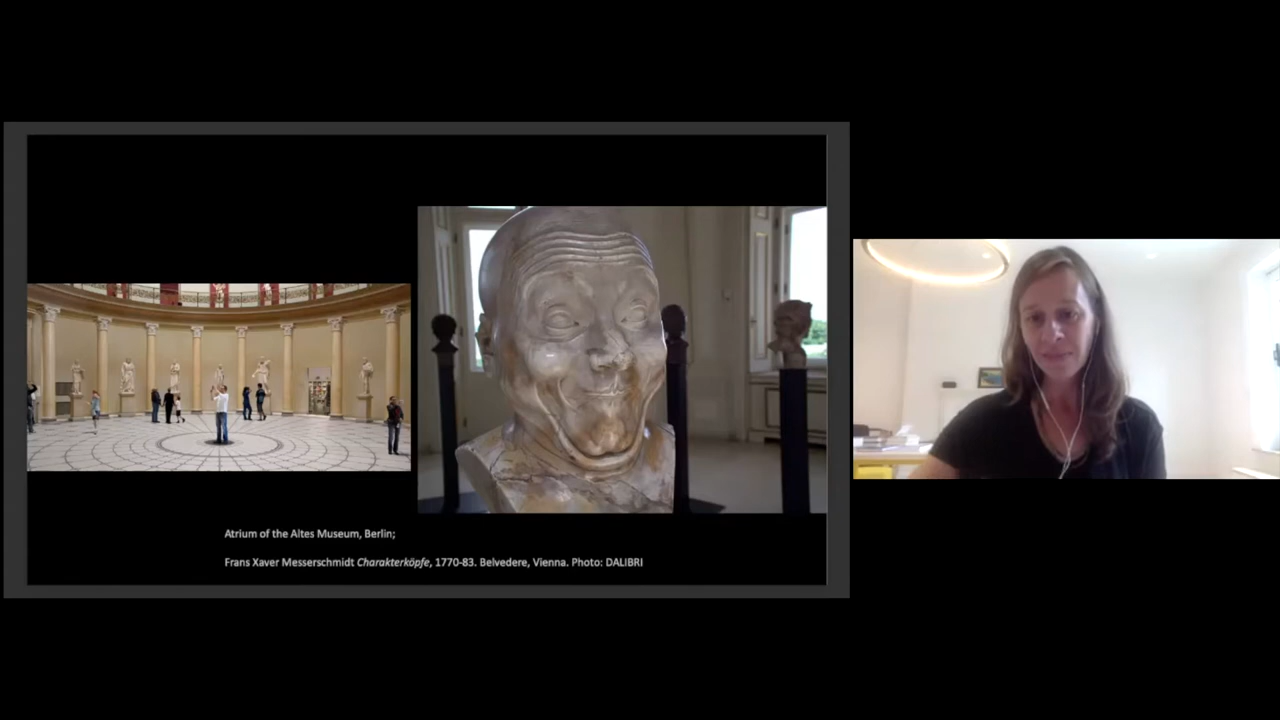 Atrium of the Altes Museum, Berlin;
Frans Xaver Messerschmidt Charakterköpfe, 1770-83. Belvedere, Vienna. Photo: DALIBRI